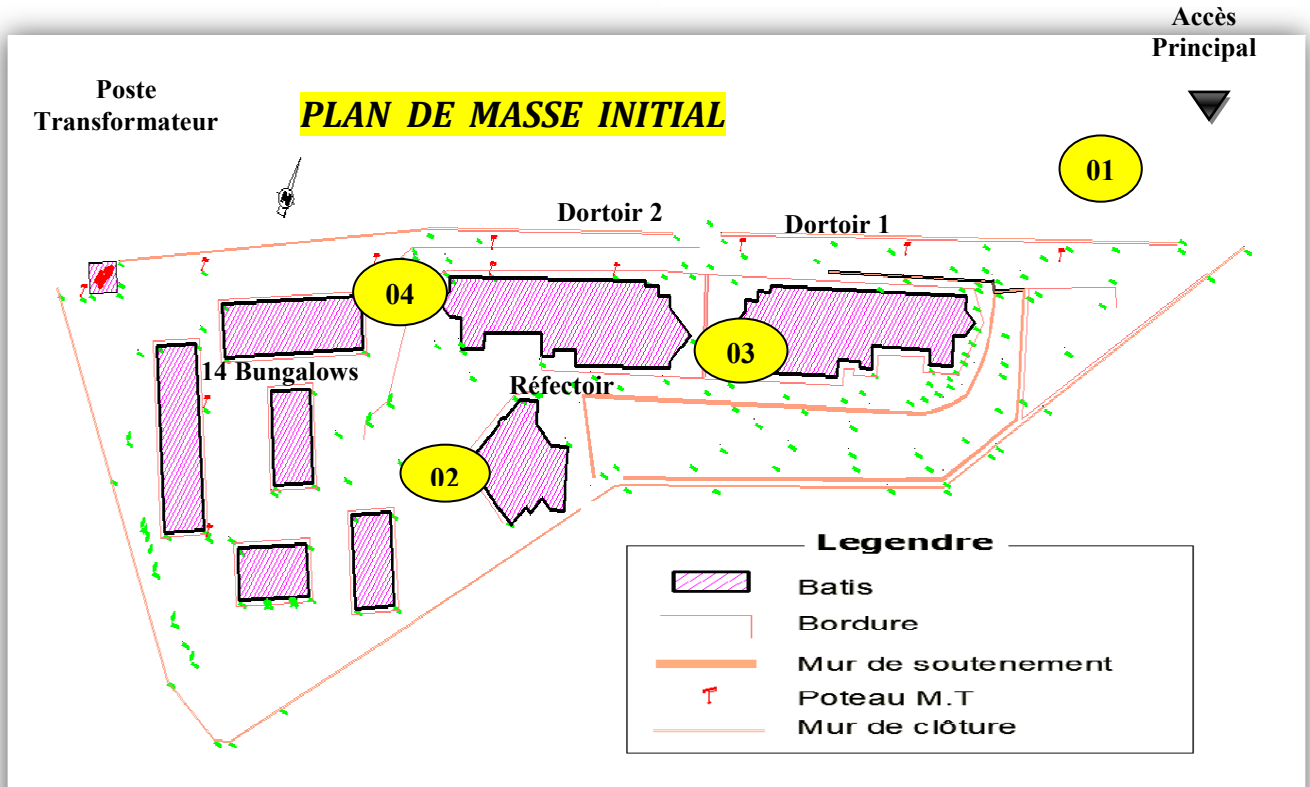 Accès
Principal
Poste
Transformateur
PLAN DE MASSE INITIAL
01
N
Dortoir 2
Dortoir 1
04
03
14 Bungalows
Réfectoir
02
Legendre
Batis
Bordure
Mur de soutenement
Poteau M.T
Mur de clôture